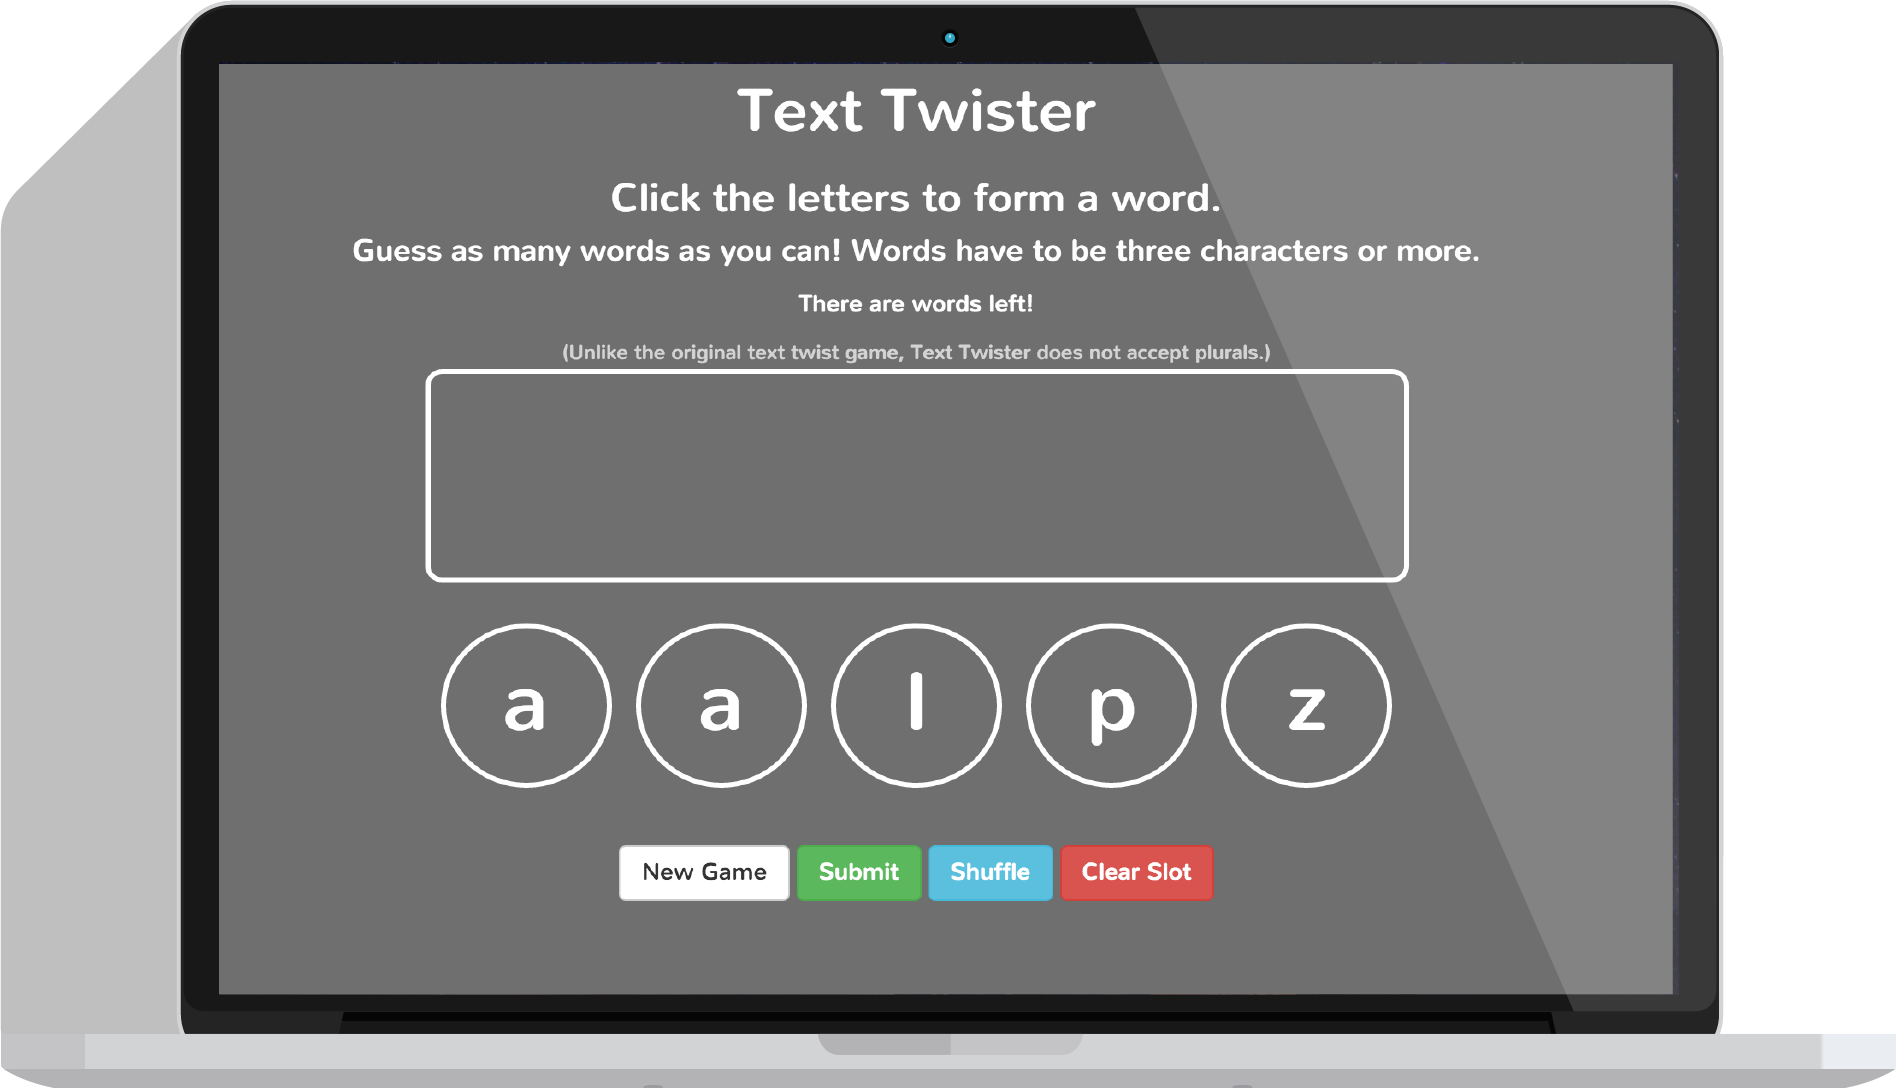 Text Twister
Click the letters to form a word.
Guess as many words as you can! Words have to be three characters or more.
There are words left!
(Unlike the original text twist game, Text Twister does not accept plurals.)
a a l p z
New Game Submit Shuffle Clear Slot